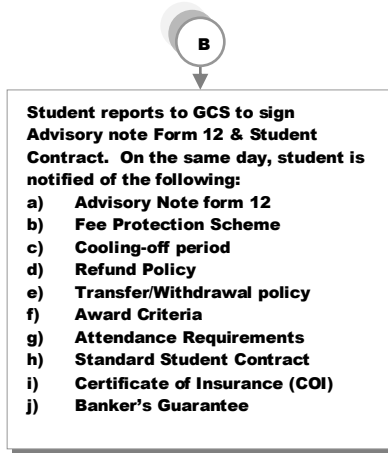 B
Student reports to GCS to sign
Advisory note Form 12 & Student
Contract. On the same day, student is
notified of the following:
a) Advisory Note form 12
b) Fee Protection Scheme
c) Cooling-off period
d) Refund Policy
e) Transfer/Withdrawal policy
f) Award Criteria
g) Attendance Requirements
h) Standard Student Contract
i) Certificate of Insurance (COI)
j) Banker's Guarantee